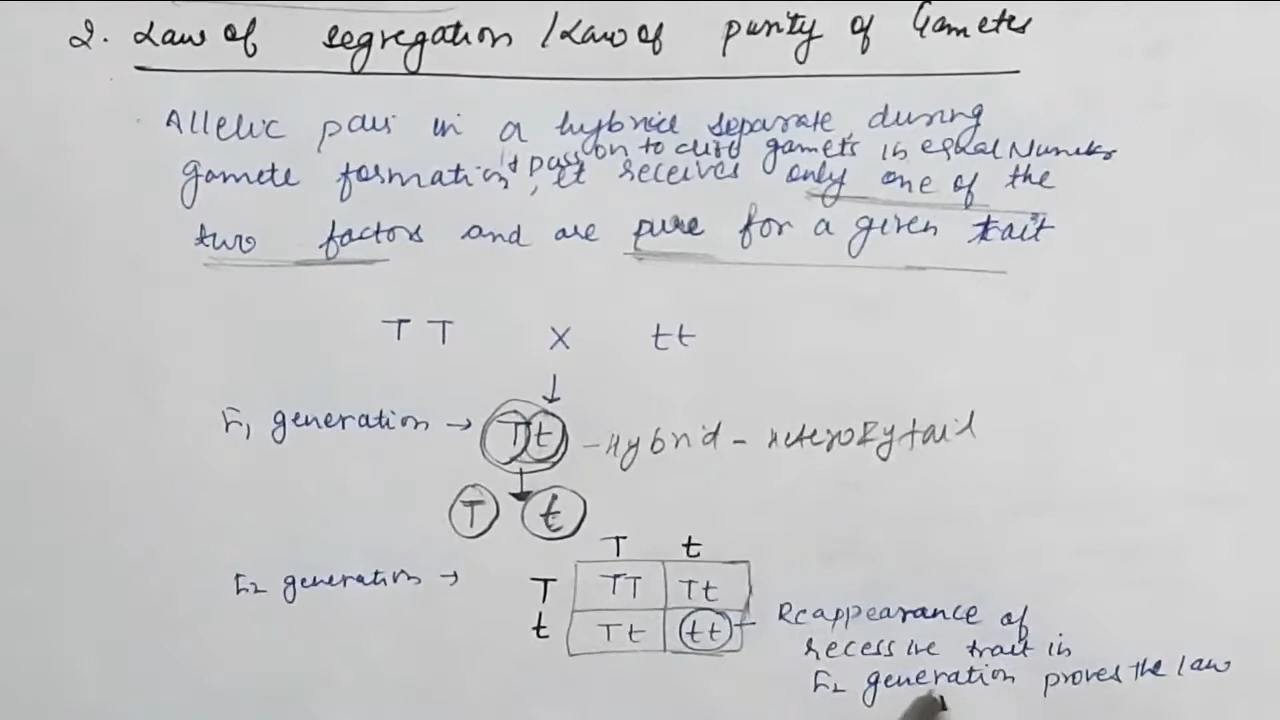 2. Law of segregation / Law of purity of Gametes
Allelic pair in a hybrid separate during
gamete formation, it receives only one of the
& pass on to diff gamets in equal Number
two factors and are pure for a given trait
TT x tt
↓
F1 generation → Tt - Hybrid -
T t
T t
F2 generation → T TT Tt
t Tt tt - Reappearance of
recessive trait in
F2 generation proves the law